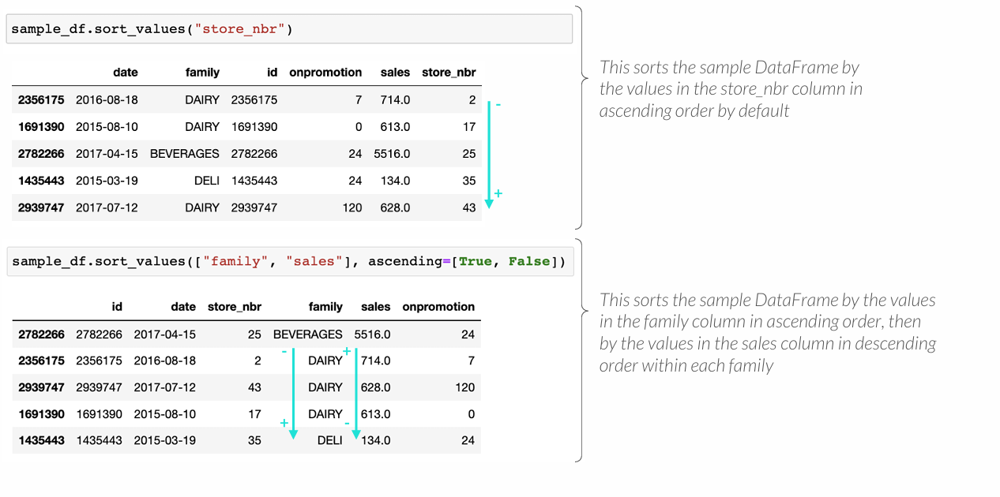 sample_df.sort_values("store_nbr")
date family id onpromotion sales store_nbr
2356175 2016-08-18 DAIRY 2356175 7 714.0 2
1691390 2015-08-10 DAIRY 1691390 0 613.0 17
2782266 2017-04-15 BEVERAGES 2782266 24 5516.0 25
1435443 2015-03-19 DELI 1435443 24 134.0 35
2939747 2017-07-12 DAIRY 2939747 120 628.0 43
-
+
This sorts the sample DataFrame by
the values in the store_nbr column in
ascending order by default
sample_df.sort_values(["family", "sales"], ascending=[True, False])
id date store_nbr family sales onpromotion
2782266 2782266 2017-04-15 25 BEVERAGES 5516.0 24
2356175 2356175 2016-08-18 2 DAIRY 714.0 7
2939747 2939747 2017-07-12 43 DAIRY 628.0 120
1691390 1691390 2015-08-10 17 DAIRY 613.0 0
1435443 1435443 2015-03-19 35 DELI 134.0 24
- +
+ -
This sorts the sample DataFrame by the values
in the family column in ascending order, then
by the values in the sales column in descending
order within each family